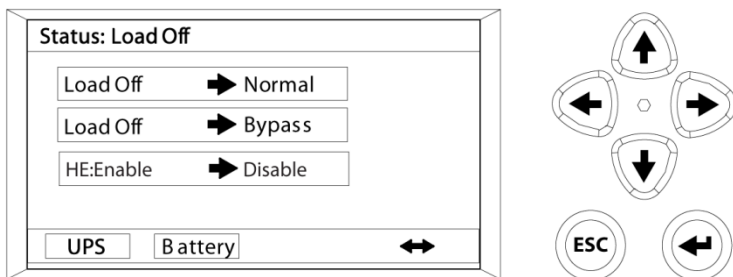 Status: Load Off
Load Off Normal
Load Off Bypass
HE:Enable Disable
UPS Battery
ESC